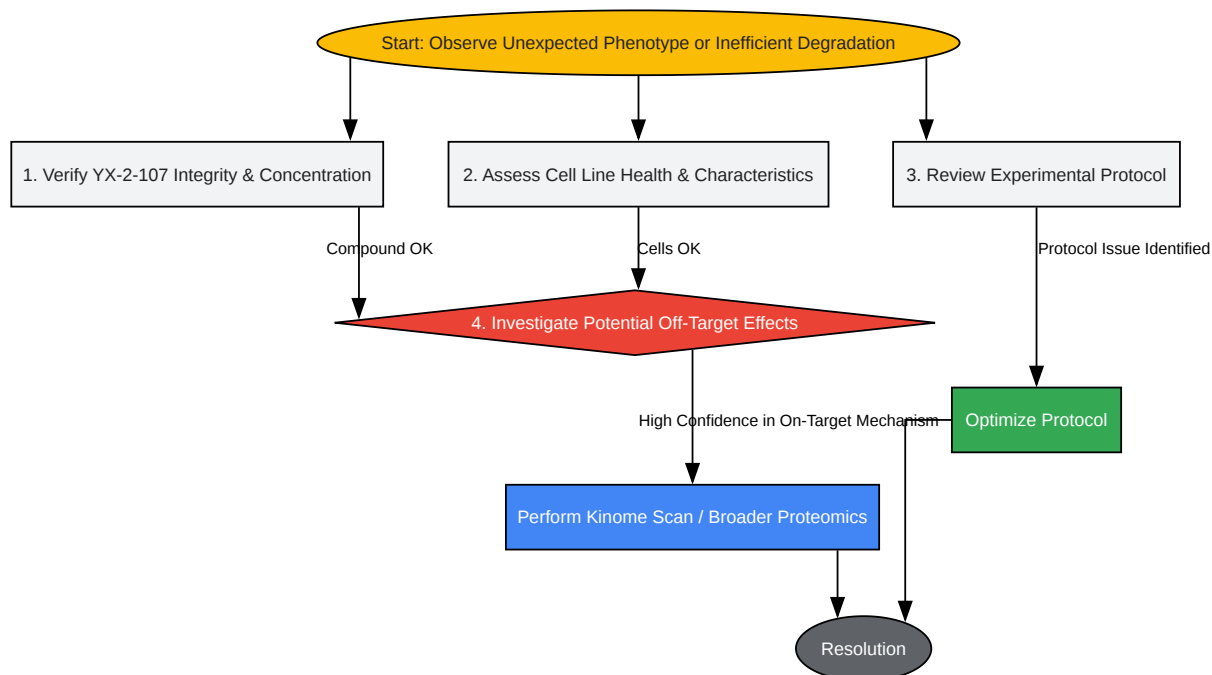 Start: Observe Unexpected Phenotype or Inefficient Degradation
1. Verify YX-2-107 Integrity & Concentration
2. Assess Cell Line Health & Characteristics
3. Review Experimental Protocol
Compound OK
Cells OK
Protocol Issue Identified
4. Investigate Potential Off-Target Effects
High Confidence in On-Target Mechanism
Optimize Protocol
Perform Kinome Scan / Broader Proteomics
Resolution